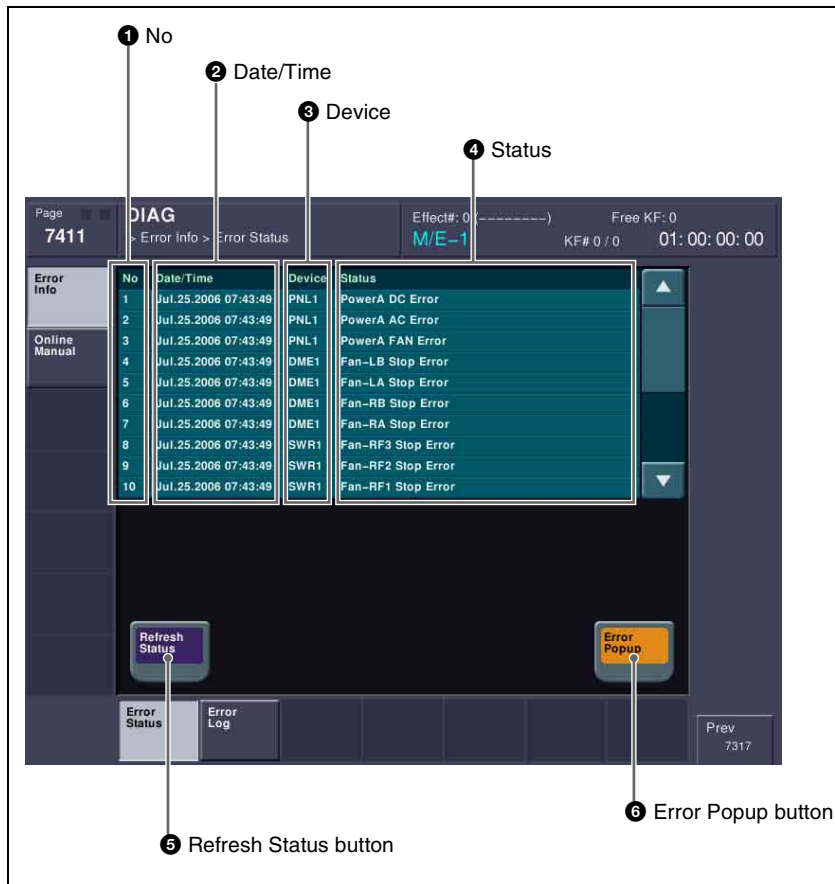 1 No
2 Date/Time
3 Device
4 Status
Page
7411
DIAG
> Error Info > Error Status
Effect#: 0 (--------)
Free KF: 0
M/E-1
KF# 0 / 0
01: 00: 00: 00
Error
Info
Online
Manual
No Date/Time Device Status
1 Jul.25.2006 07:43:49 PNL1 PowerA DC Error
2 Jul.25.2006 07:43:49 PNL1 PowerA AC Error
3 Jul.25.2006 07:43:49 PNL1 PowerA FAN Error
4 Jul.25.2006 07:43:49 DME1 Fan-LB Stop Error
5 Jul.25.2006 07:43:49 DME1 Fan-LA Stop Error
6 Jul.25.2006 07:43:49 DME1 Fan-RB Stop Error
7 Jul.25.2006 07:43:49 DME1 Fan-RA Stop Error
8 Jul.25.2006 07:43:49 SWR1 Fan-RF3 Stop Error
9 Jul.25.2006 07:43:49 SWR1 Fan-RF2 Stop Error
10 Jul.25.2006 07:43:49 SWR1 Fan-RF1 Stop Error
Refresh
Status
Error
Popup
Error
Status
Error
Log
Prev
7317
6 Error Popup button
5 Refresh Status button